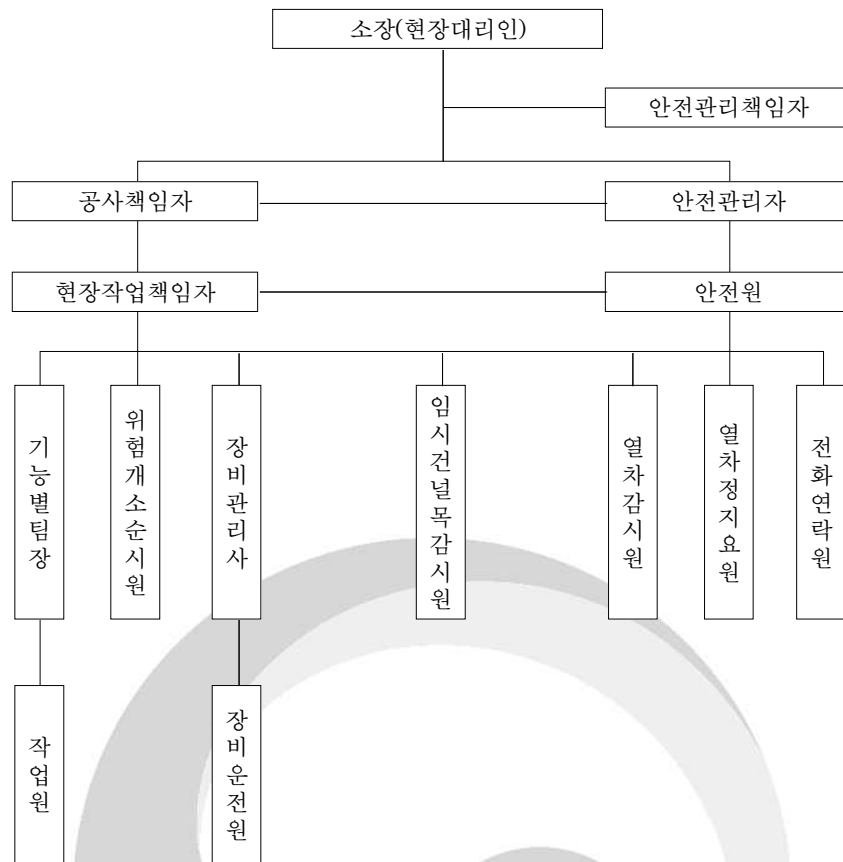 소장(현장대리인)
안전관리책임자
공사책임자
안전관리자
현장작업책임자
안전원
기능별팀장
위험개소순시원
장비관리사
임시건널목감시원
열차감시원
열차정지요원
전화연락원
작업원
장비운전원